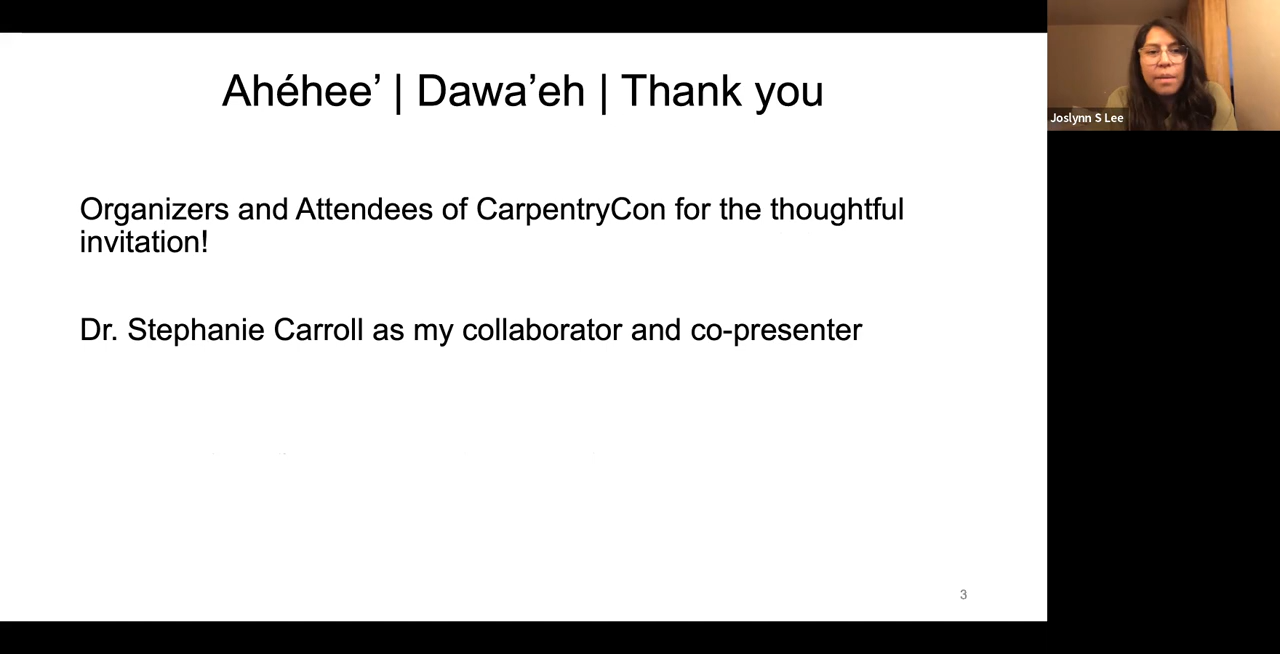 Ahéhee’ | Dawa’eh | Thank you
Organizers and Attendees of CarpentryCon for the thoughtful
invitation!
Dr. Stephanie Carroll as my collaborator and co-presenter
3
Joslynn S Lee